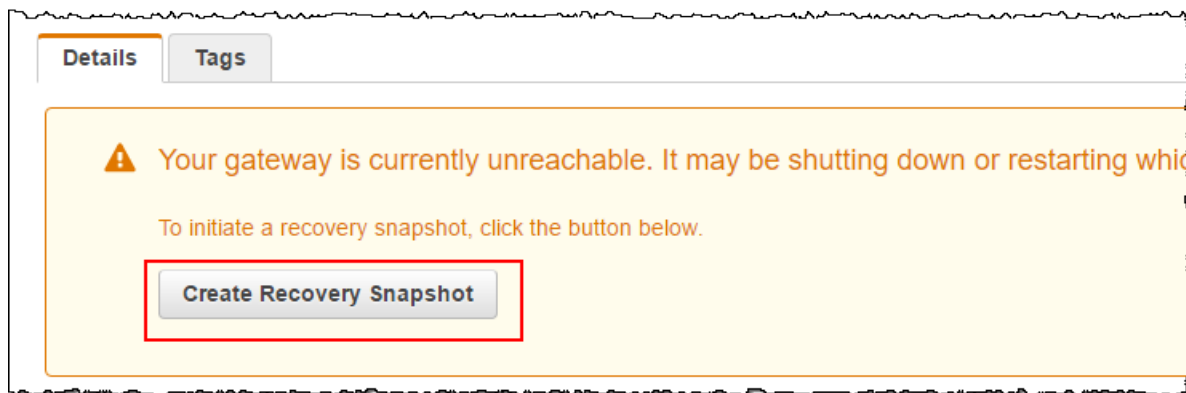 Details Tags
Your gateway is currently unreachable. It may be shutting down or restarting
To initiate a recovery snapshot, click the button below.
Create Recovery Snapshot